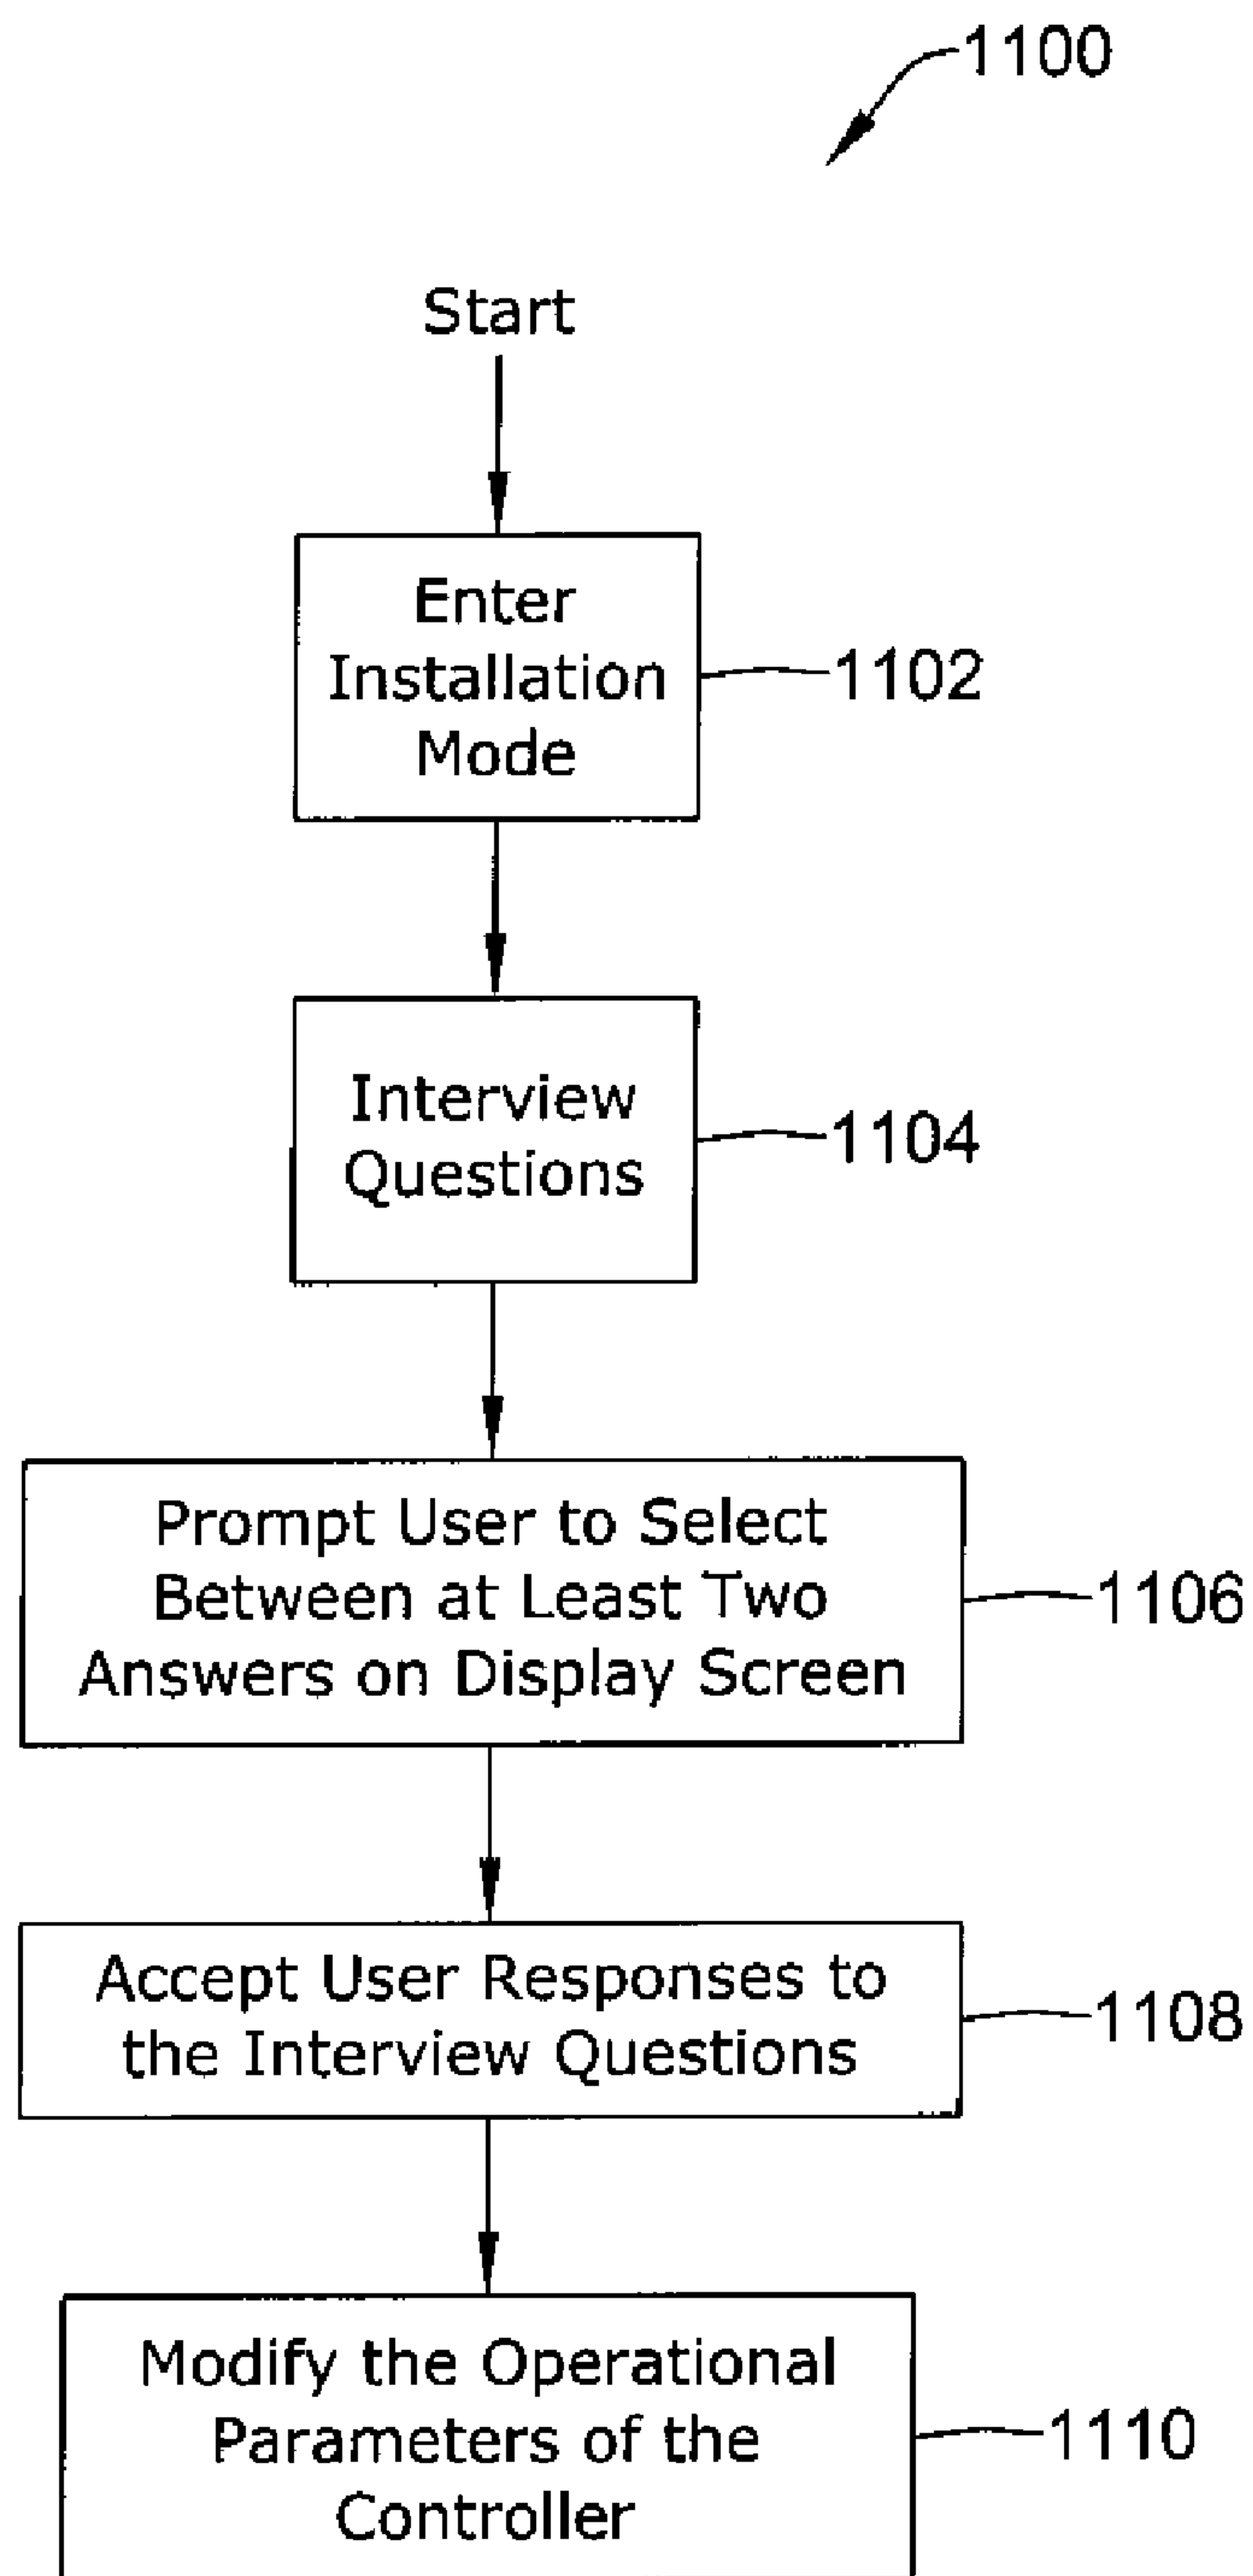 1100
Start
Enter
Installation
Mode
1102
Interview
Questions
1104
Prompt User to Select
Between at Least Two
Answers on Display Screen
1106
Accept User Responses to
the Interview Questions
1108
Modify the Operational
Parameters of the
Controller
1110